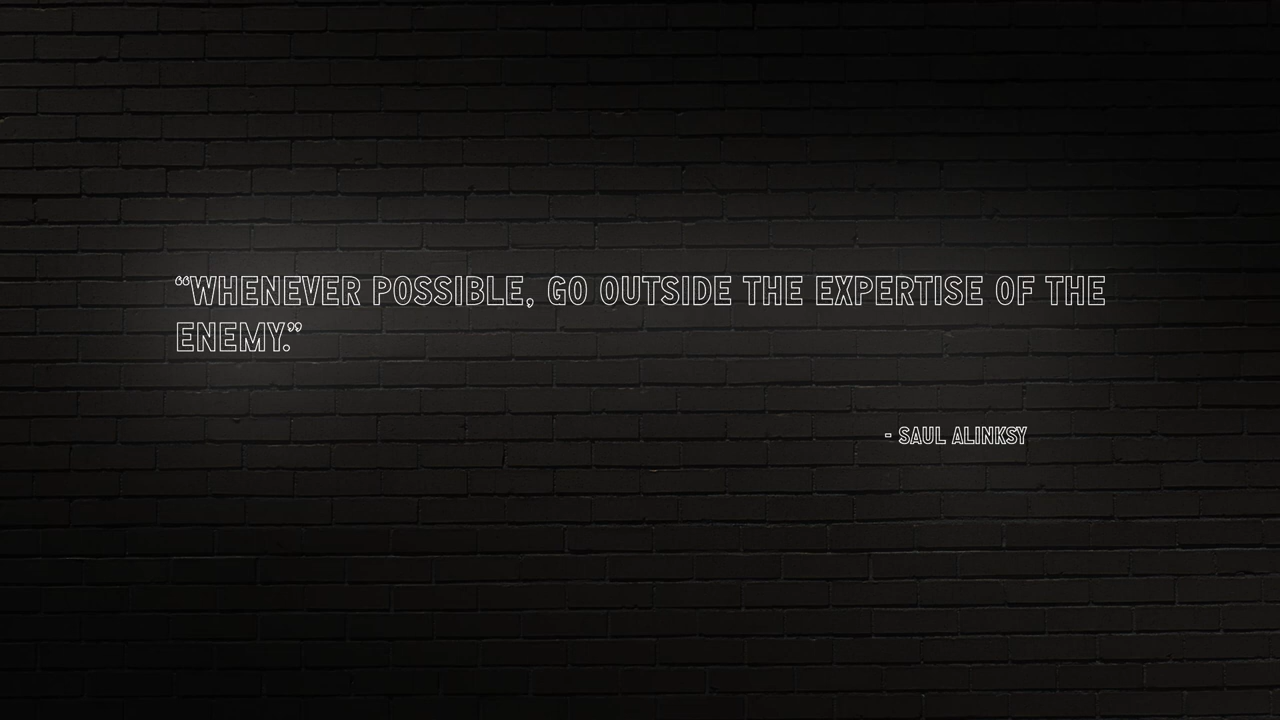 “WHENEVER POSSIBLE, GO OUTSIDE THE EXPERTISE OF THE
ENEMY.”
- SAUL ALINKSY